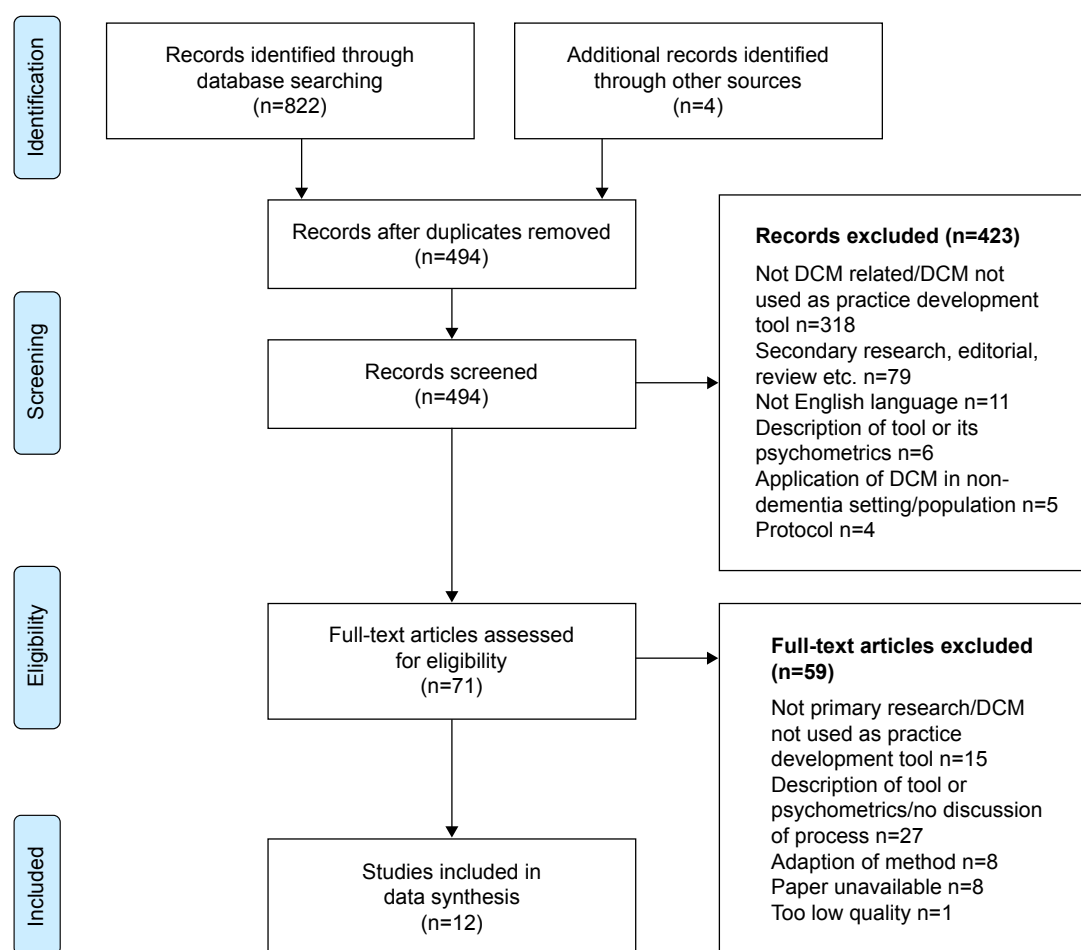 Identification
Records identified through
database searching
(n=822)
Additional records identified
through other sources
(n=4)
Records after duplicates removed
(n=494)
Screening
Records screened
(n=494)
Records excluded (n=423)
Not DCM related/DCM not
used as practice development
tool n=318
Secondary research, editorial,
review etc. n=79
Not English language n=11
Description of tool or its
psychometrics n=6
Application of DCM in non-
dementia setting/population n=5
Protocol n=4
Eligibility
Full-text articles assessed
for eligibility
(n=71)
Full-text articles excluded
(n=59)
Not primary research/DCM
not used as practice
development tool n=15
Description of tool or
psychometrics/no discussion
of process n=27
Adaption of method n=8
Paper unavailable n=8
Too low quality n=1
Included
Studies included in
data synthesis
(n=12)